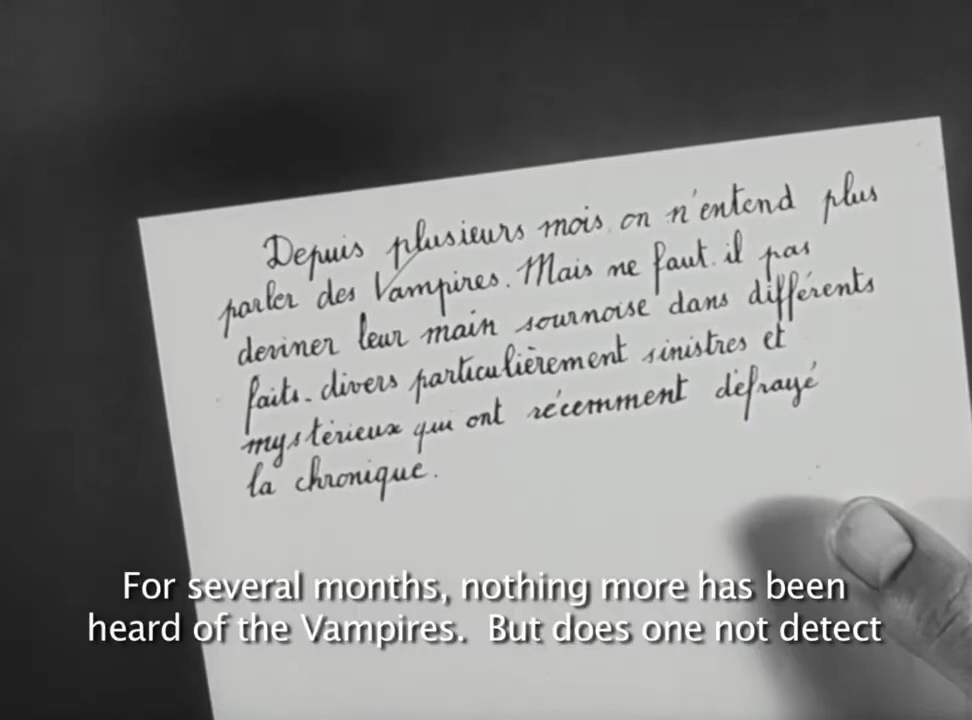 Depuis plusieurs mois on n'entend plus
parler des Vampires. Mais ne faut-il pas
deviner leur main sournoise dans différents
faits-divers particulièrement sinistres et
mystérieux qui ont récemment défrayé
la chronique.
For several months, nothing more has been
heard of the Vampires. But does one not detect